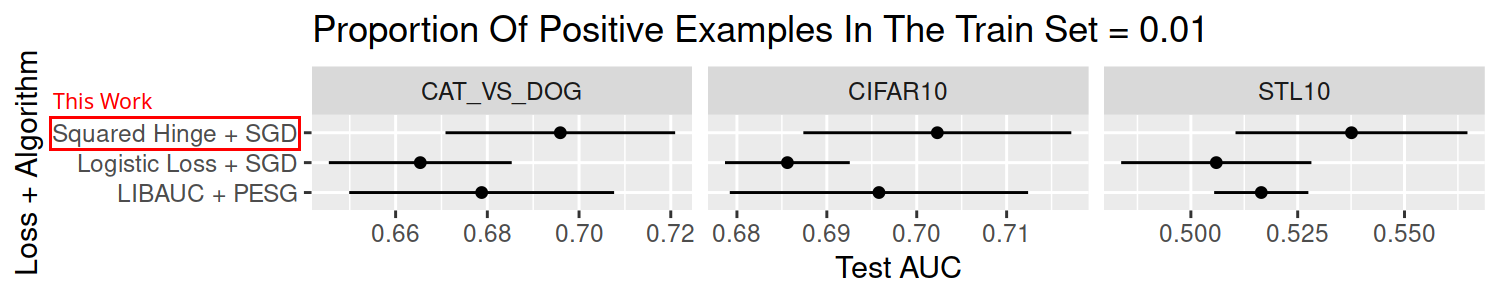 Proportion Of Positive Examples In The Train Set = 0.01
CAT_VS_DOG
CIFAR10
STL10
Loss + Algorithm
This Work
Squared Hinge + SGD
Logistic Loss + SGD
LIBAUC + PESG
0.66 0.68 0.70 0.72
0.68 0.69 0.70 0.71
0.500 0.525 0.550
Test AUC